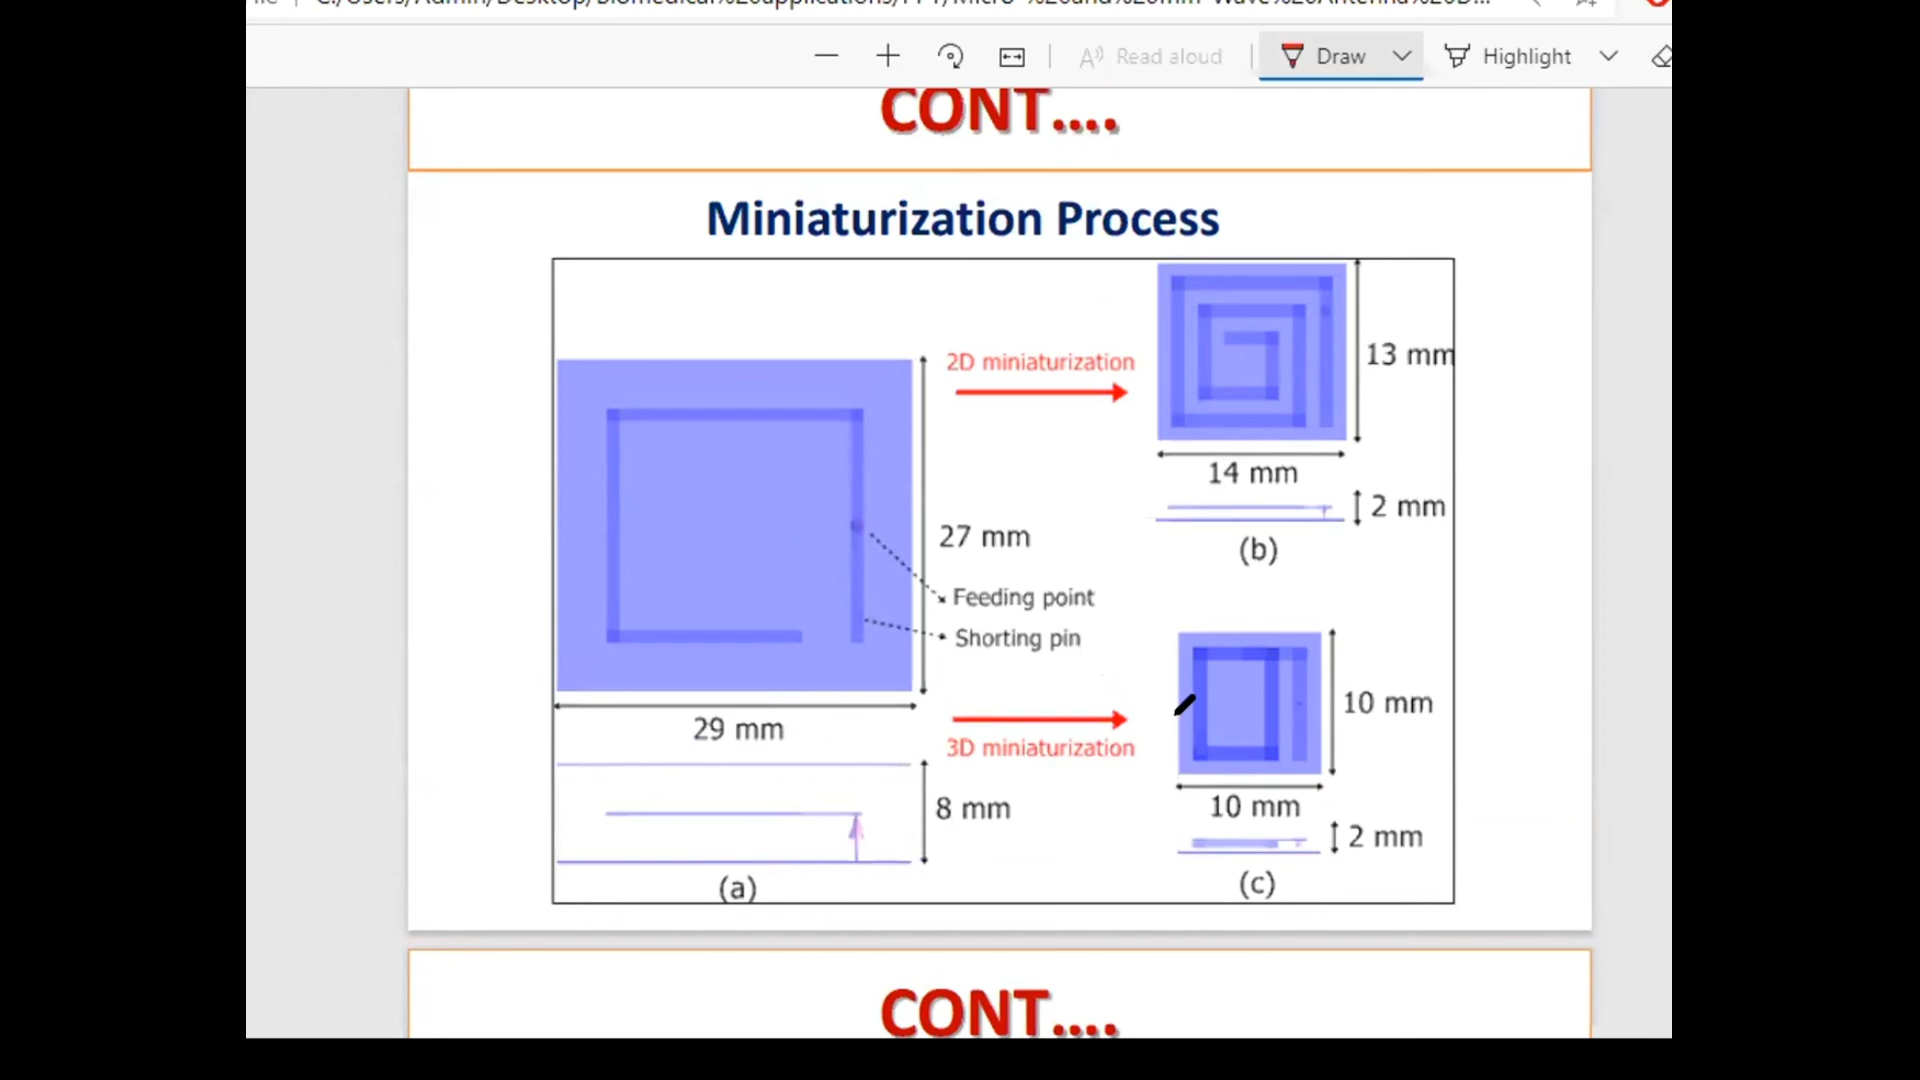 Read aloud
Draw
Highlight
CONT....
Miniaturization Process
2D miniaturization
13 mm
14 mm
2 mm
(b)
27 mm
Feeding point
Shorting pin
29 mm
3D miniaturization
10 mm
10 mm
8 mm
2 mm
(a)
(c)
CONT....